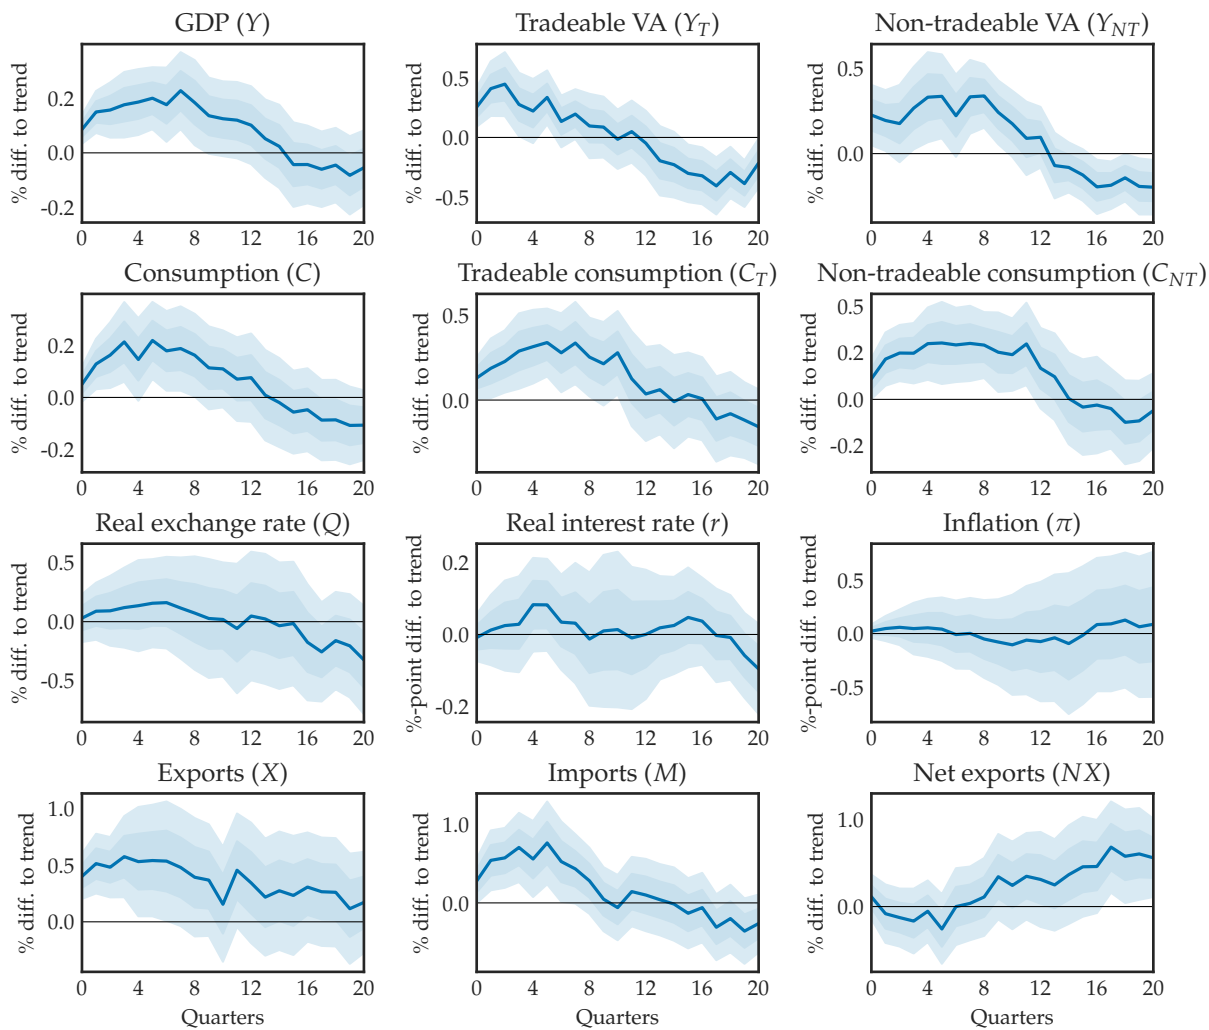 GDP (Y)
Tradeable VA (Y_T)
Non-tradeable VA (Y_NT)
% diff. to trend
0.2
0.0
-0.2
0 4 8 12 16 20
% diff. to trend
0.5
0.0
-0.5
0 4 8 12 16 20
% diff. to trend
0.5
0.0
0 4 8 12 16 20
Consumption (C)
Tradeable consumption (C_T)
Non-tradeable consumption (C_NT)
% diff. to trend
0.2
0.0
-0.2
0 4 8 12 16 20
% diff. to trend
0.5
0.0
0 4 8 12 16 20
% diff. to trend
0.5
0.2
0.0
-0.2
0 4 8 12 16 20
Real exchange rate (Q)
Real interest rate (r)
Inflation (π)
% diff. to trend
0.5
0.0
-0.5
0 4 8 12 16 20
%-point diff. to trend
0.2
0.0
-0.2
0 4 8 12 16 20
%-point diff. to trend
0.5
0.0
-0.5
0 4 8 12 16 20
Exports (X)
Imports (M)
Net exports (NX)
% diff. to trend
1.0
0.5
0.0
0 4 8 12 16 20
Quarters
% diff. to trend
1.0
0.0
0 4 8 12 16 20
Quarters
% diff. to trend
1.0
0.0
0 4 8 12 16 20
Quarters